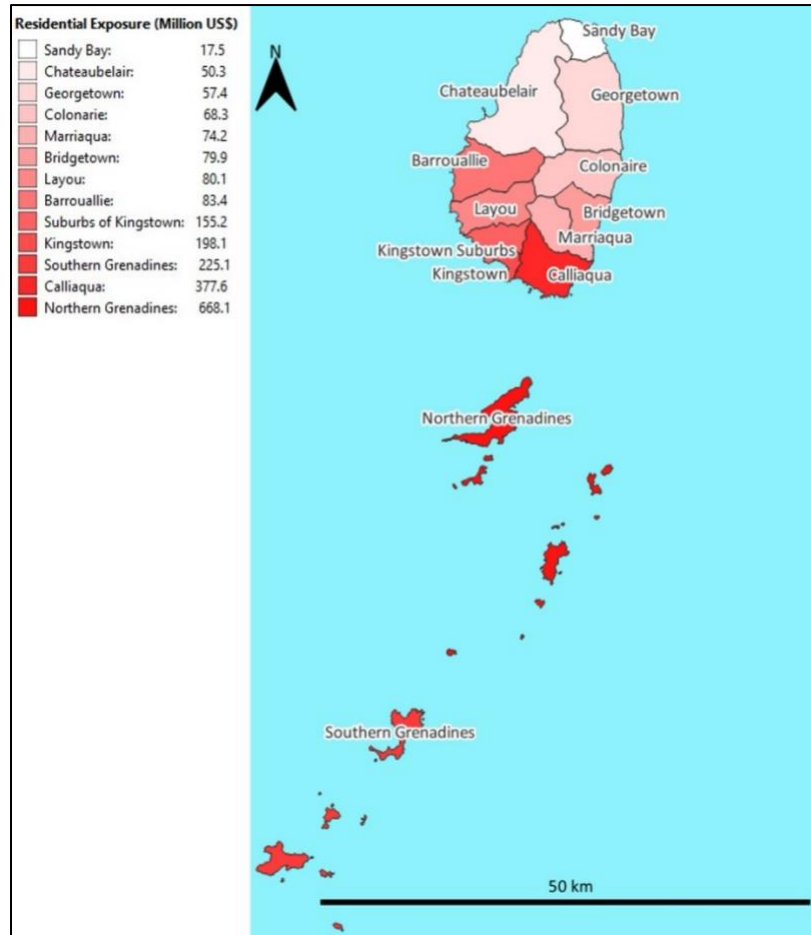 Residential Exposure (Million US$)
Sandy Bay: 17.5
Chateaubelair: 50.3
Georgetown: 57.4
Colonarie: 68.3
Marriaqua: 74.2
Bridgetown: 79.9
Layou: 80.1
Barrouallie: 83.4
Suburbs of Kingstown: 155.2
Kingstown: 198.1
Southern Grenadines: 225.1
Calliaqua: 377.6
Northern Grenadines: 668.1
N
Sandy Bay
Chateaubelair
Georgetown
Barrouallie
Colonaire
Layou
Bridgetown
Marriaqua
Kingstown Suburbs
Kingstown
Calliaqua
Northern Grenadines
Southern Grenadines
50 km